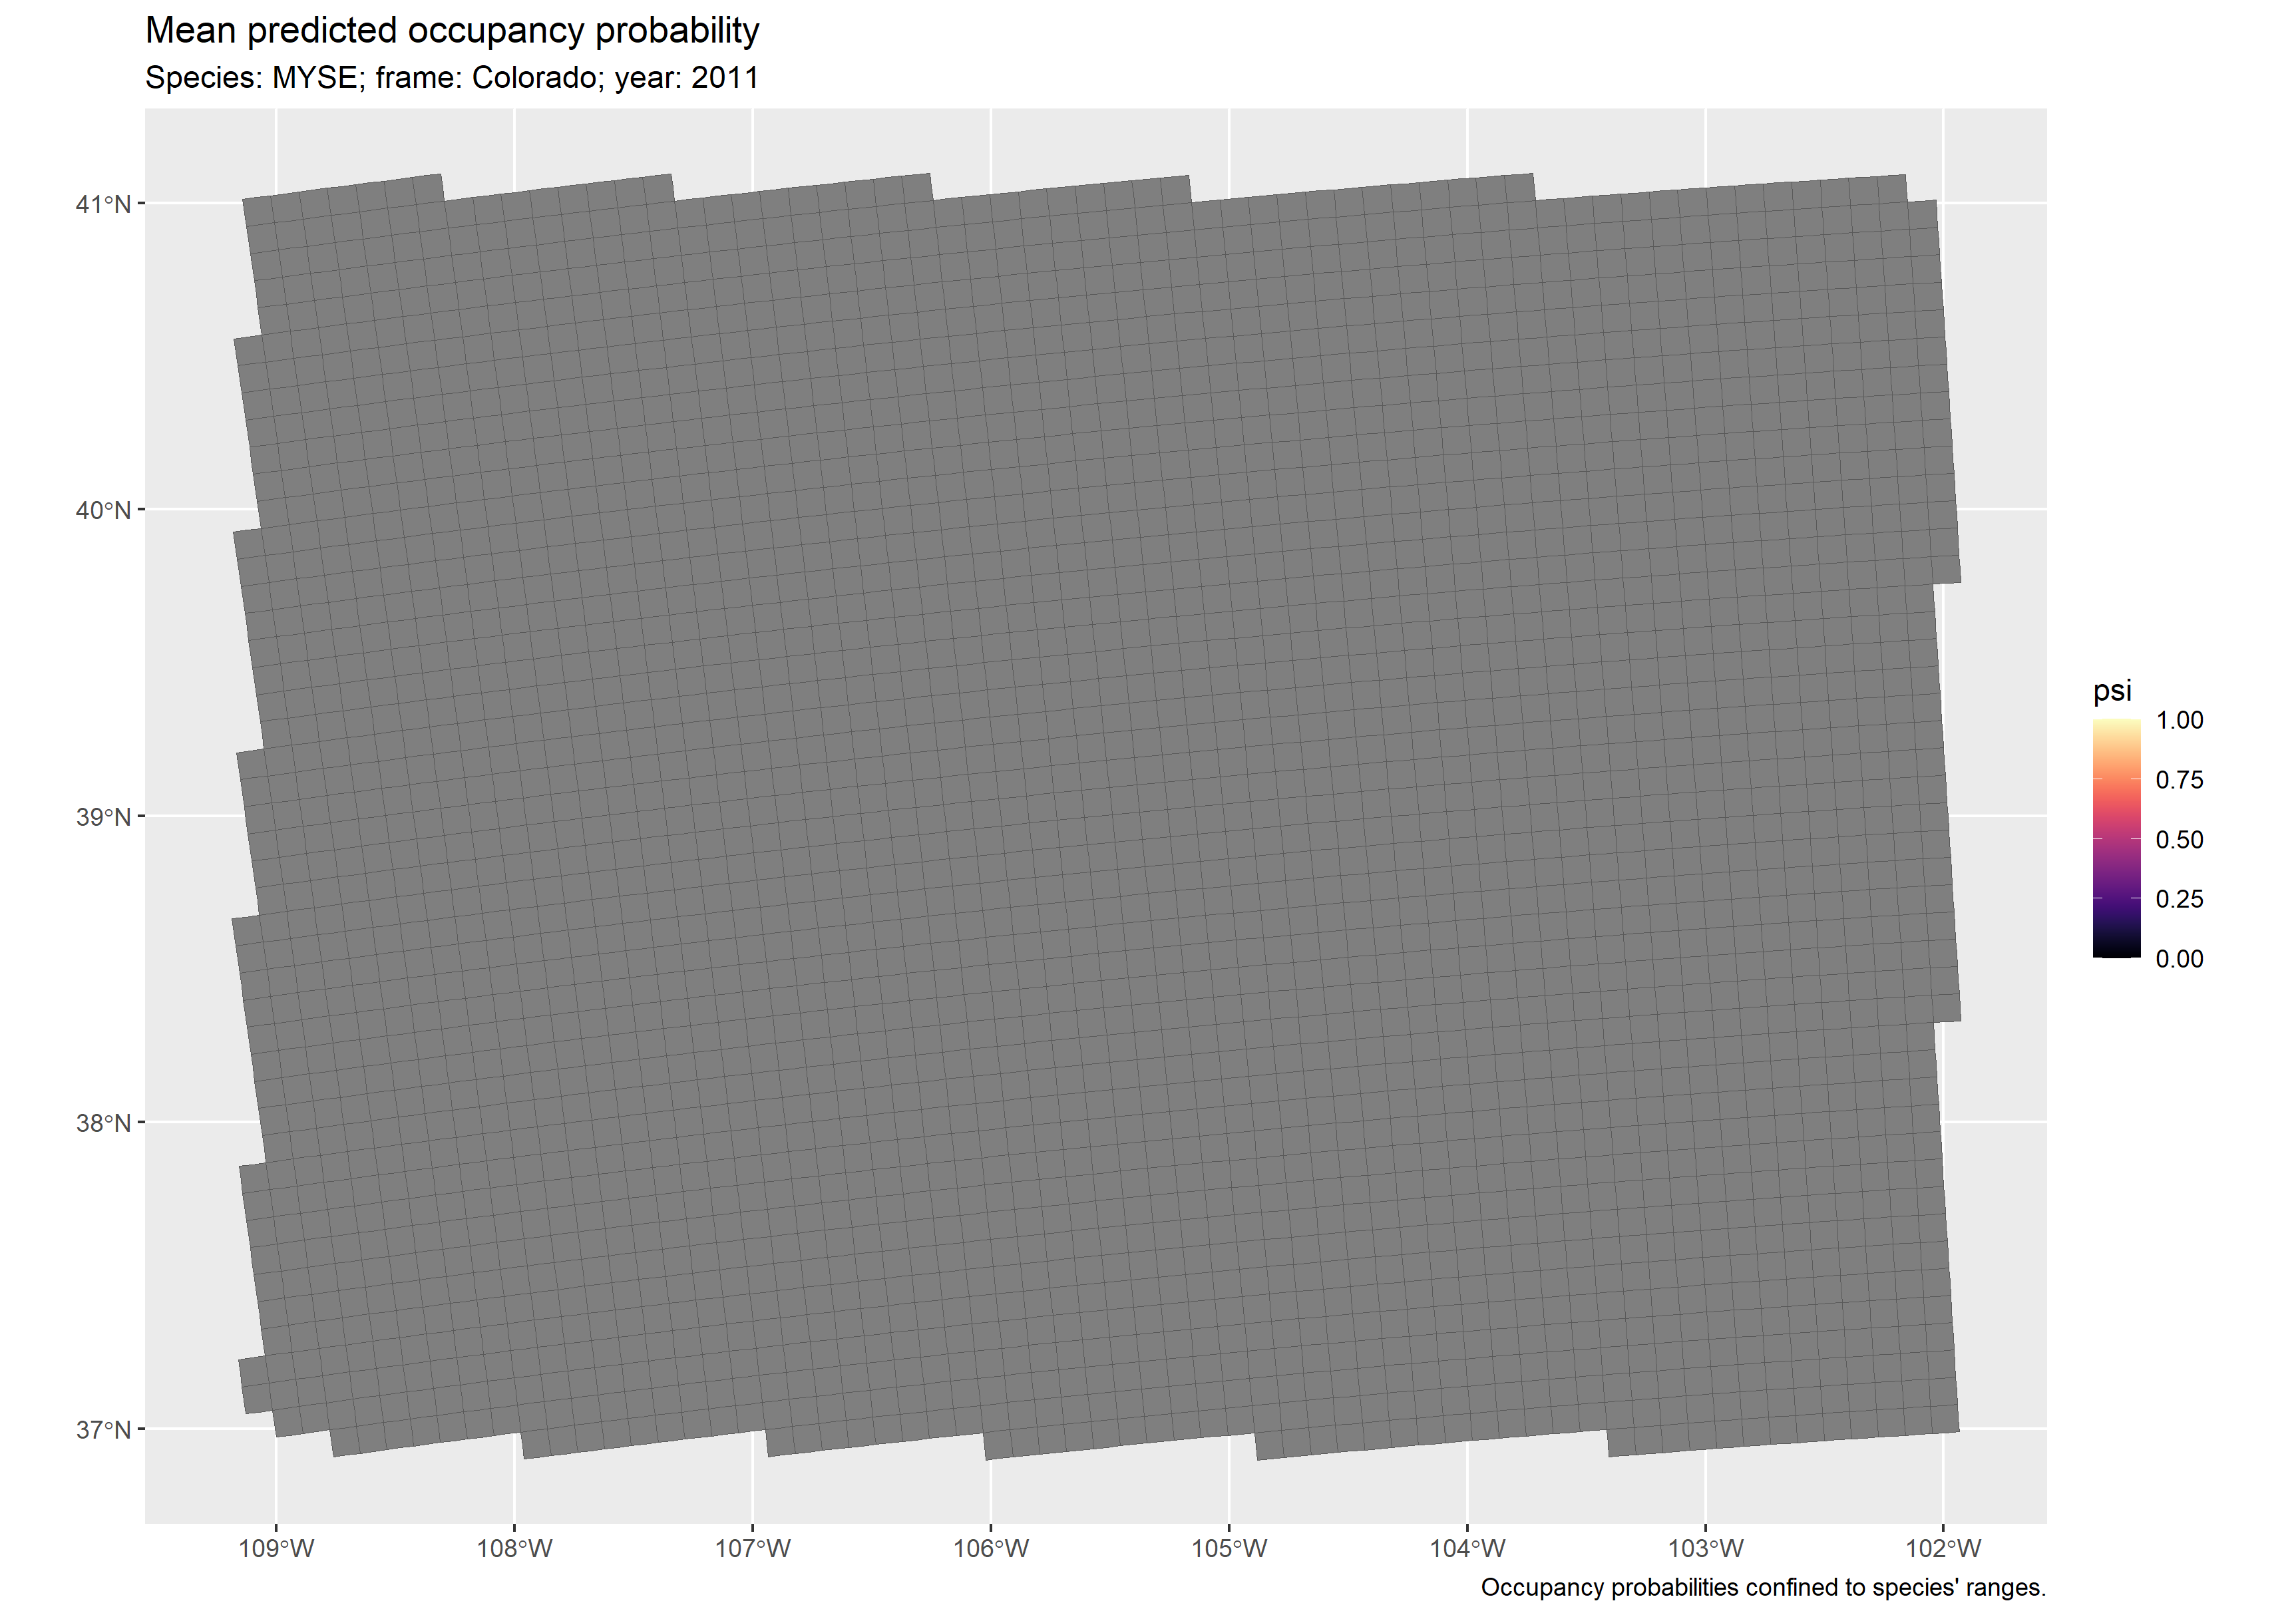 Mean predicted occupancy probability
Species: MYSE; frame: Colorado; year: 2011
41°N
40°N
39°N
38°N
37°N
109°W
108°W
107°W
106°W
105°W
104°W
103°W
102°W
psi
1.00
0.75
0.50
0.25
0.00
Occupancy probabilities confined to species' ranges.